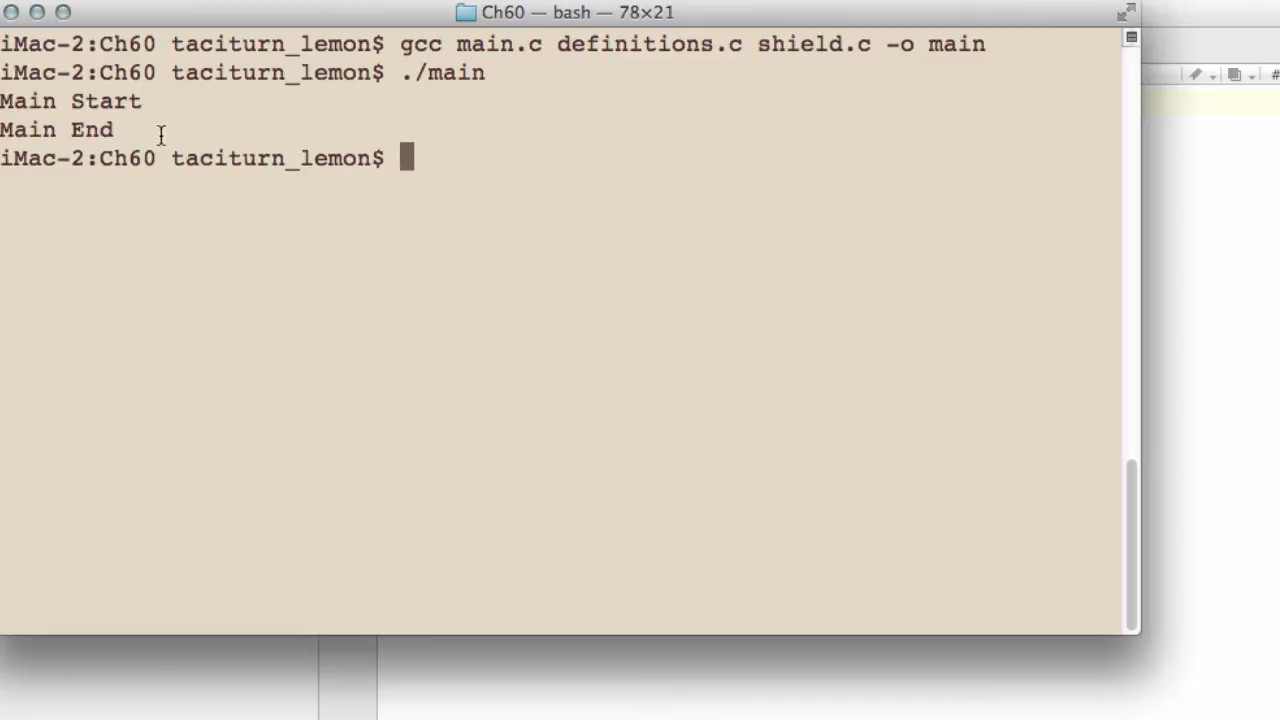 Ch60 — bash — 78×21
iMac-2:Ch60 taciturn_lemon$ gcc main.c definitions.c shield.c -o main
iMac-2:Ch60 taciturn_lemon$ ./main
Main Start
Main End
iMac-2:Ch60 taciturn_lemon$
#